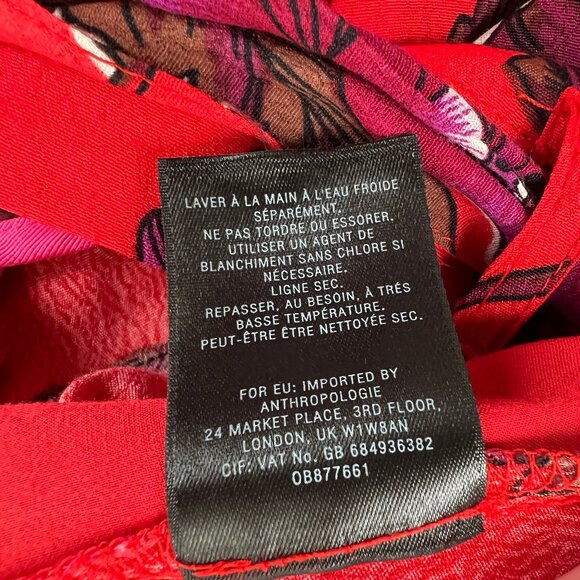 LAVER À LA MAIN À L'EAU FROIDE
SÉPARÉMENT.
NE PAS TORDRE OU ESSORER.
UTILISER UN AGENT DE
BLANCHIMENT SANS CHLORE SI
NÉCESSAIRE.
LIGNE SEC.
REPASSER, AU BESOIN, À TRÈS
BASSE TEMPÉRATURE.
PEUT-ÊTRE ÊTRE NETTOYÉE SEC.
FOR EU: IMPORTED BY
ANTHROPOLOGIE
24 MARKET PLACE, 3RD FLOOR,
LONDON, UK W1W8AN
CIF: VAT No. GB 684936382
OB877661